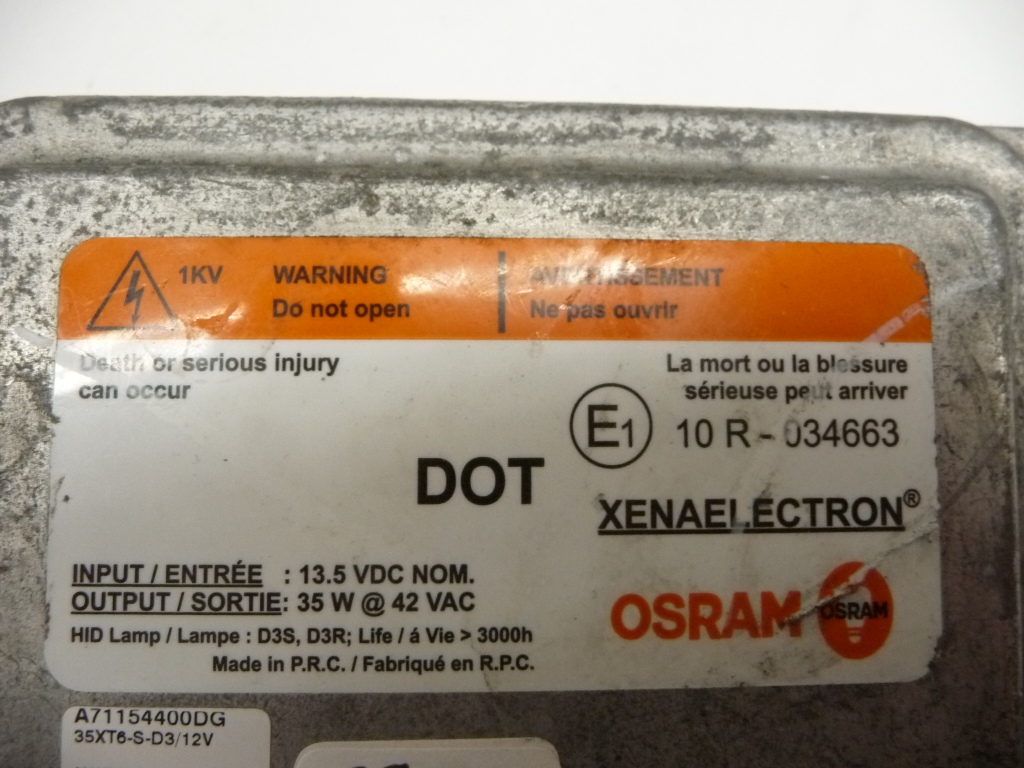 1KV WARNING AVERTISSEMENT
Do not open Ne pas ouvrir
Death or serious injury
can occur
La mort ou la blessure
sérieuse peut arriver
E1 10 R - 034663
DOT
XENAELECTRON®
INPUT / ENTRÉE : 13.5 VDC NOM.
OUTPUT / SORTIE: 35 W @ 42 VAC
HID Lamp / Lampe : D3S, D3R; Life / á Vie > 3000h
Made in P.R.C. / Fabriqué en R.P.C.
OSRAM OSRAM
A71154400DG
35XT6-S-D3/12V